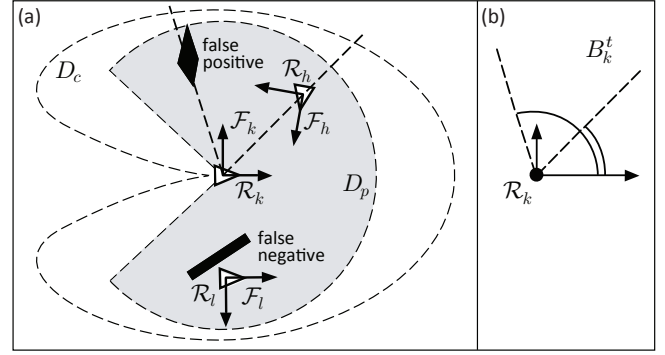 (a)
false
positive
D_c
R_h
F_h
F_k
R_k
D_p
false
negative
R_l
F_l
(b)
B_k^t
R_k